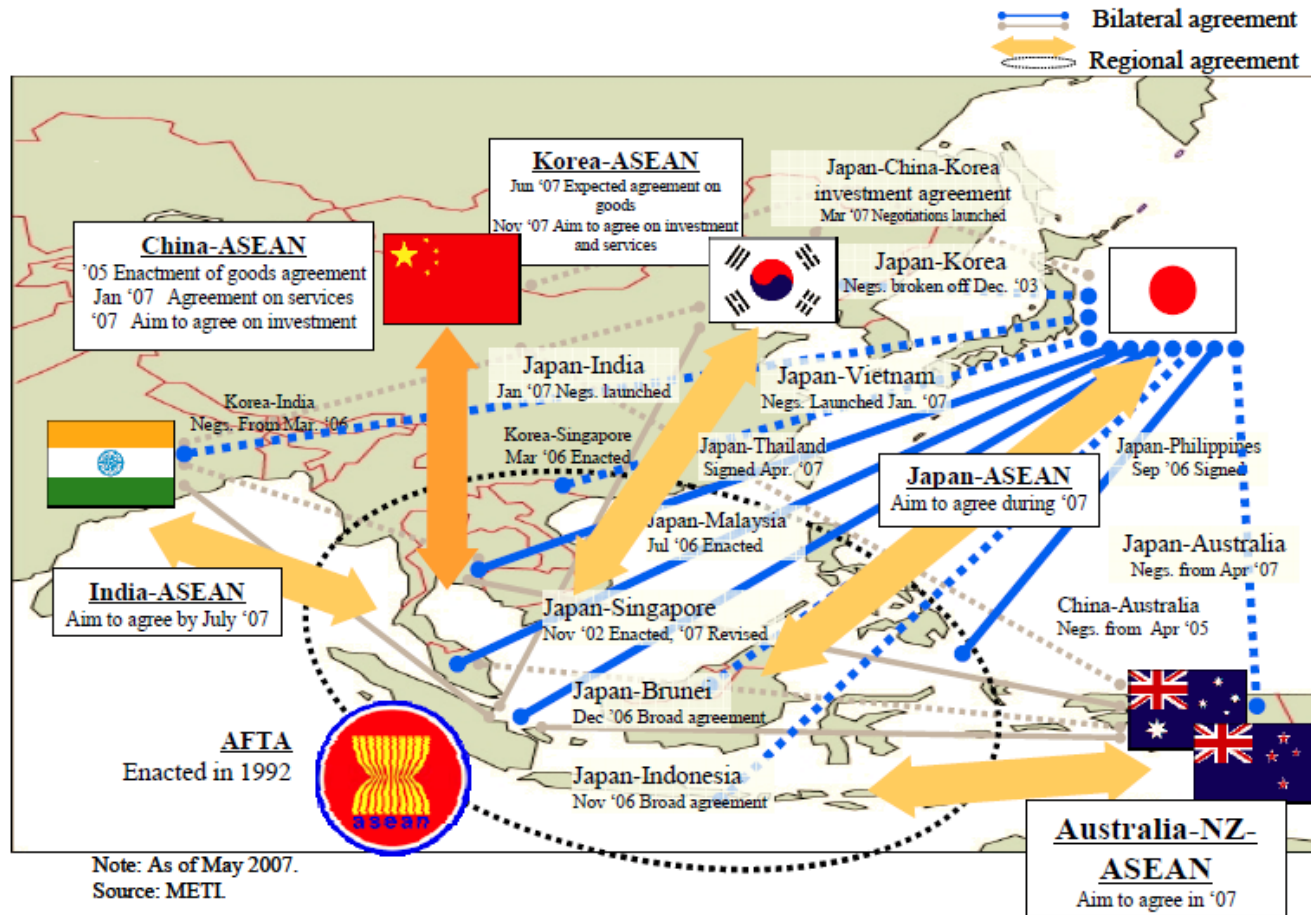 Bilateral agreement
Regional agreement
Korea-ASEAN
Jun ‘07 Expected agreement on
goods
Nov ‘07 Aim to agree on investment
and services
Japan-China-Korea
investment agreement
Mar ‘07 Negotiations launched
China-ASEAN
’05 Enactment of goods agreement
Jan ‘07 Agreement on services
‘07 Aim to agree on investment
Japan-Korea
Negs. broken off Dec. ‘03
Japan-India
Jan ‘07 Negs. launched
Japan-Vietnam
Negs. Launched Jan. ‘07
Korea-India
Negs. From Mar. ‘06
Korea-Singapore
Mar ‘06 Enacted
Japan-Thailand
Signed Apr. ‘07
Japan-Philippines
Sep ’06 Signed
Japan-ASEAN
Aim to agree during ‘07
Japan-Malaysia
Jul ‘06 Enacted
Japan-Australia
Negs. from Apr ‘07
India-ASEAN
Aim to agree by July ‘07
Japan-Singapore
Nov ‘02 Enacted, ‘07 Revised
China-Australia
Negs. from Apr ‘05
Japan-Brunei
Dec ’06 Broad agreement
AFTA
Enacted in 1992
asean
Japan-Indonesia
Nov ‘06 Broad agreement
Australia-NZ-
ASEAN
Aim to agree in ‘07
Note: As of May 2007.
Source: METI.